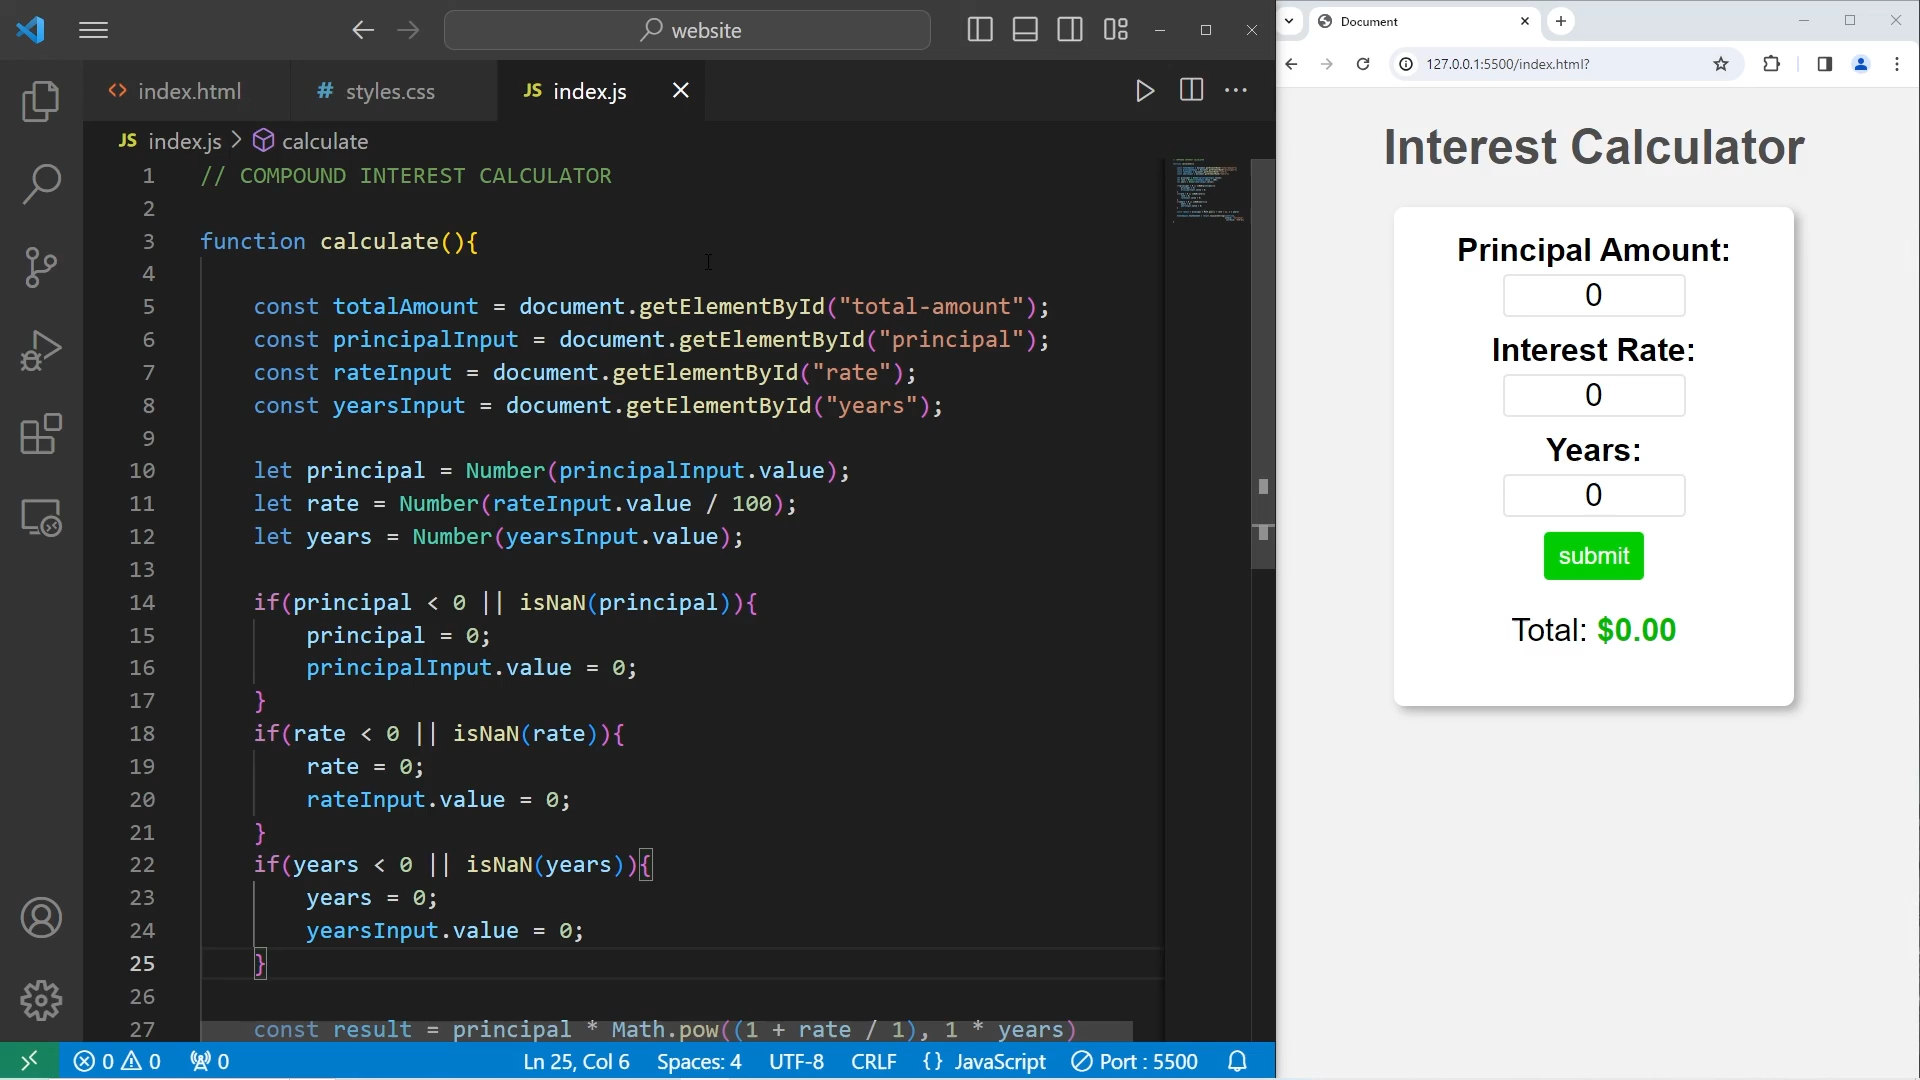 website
index.html
styles.css
JS index.js
JS index.js > calculate
1 // COMPOUND INTEREST CALCULATOR
2
3 function calculate(){
4
5 const totalAmount = document.getElementById("total-amount");
6 const principalInput = document.getElementById("principal");
7 const rateInput = document.getElementById("rate");
8 const yearsInput = document.getElementById("years");
9
10 let principal = Number(principalInput.value);
11 let rate = Number(rateInput.value / 100);
12 let years = Number(yearsInput.value);
13
14 if(principal < 0 || isNaN(principal)){
15 principal = 0;
16 principalInput.value = 0;
17 }
18 if(rate < 0 || isNaN(rate)){
19 rate = 0;
20 rateInput.value = 0;
21 }
22 if(years < 0 || isNaN(years)){
23 years = 0;
24 yearsInput.value = 0;
25 }
26
27 const result = principal * Math.pow((1 + rate / 1), 1 * years)
0 0 0 Ln 25, Col 6 Spaces: 4 UTF-8 CRLF {} JavaScript Port : 5500
Document
127.0.0.1:5500/index.html?
Interest Calculator
Principal Amount:
0
Interest Rate:
0
Years:
0
submit
Total: $0.00